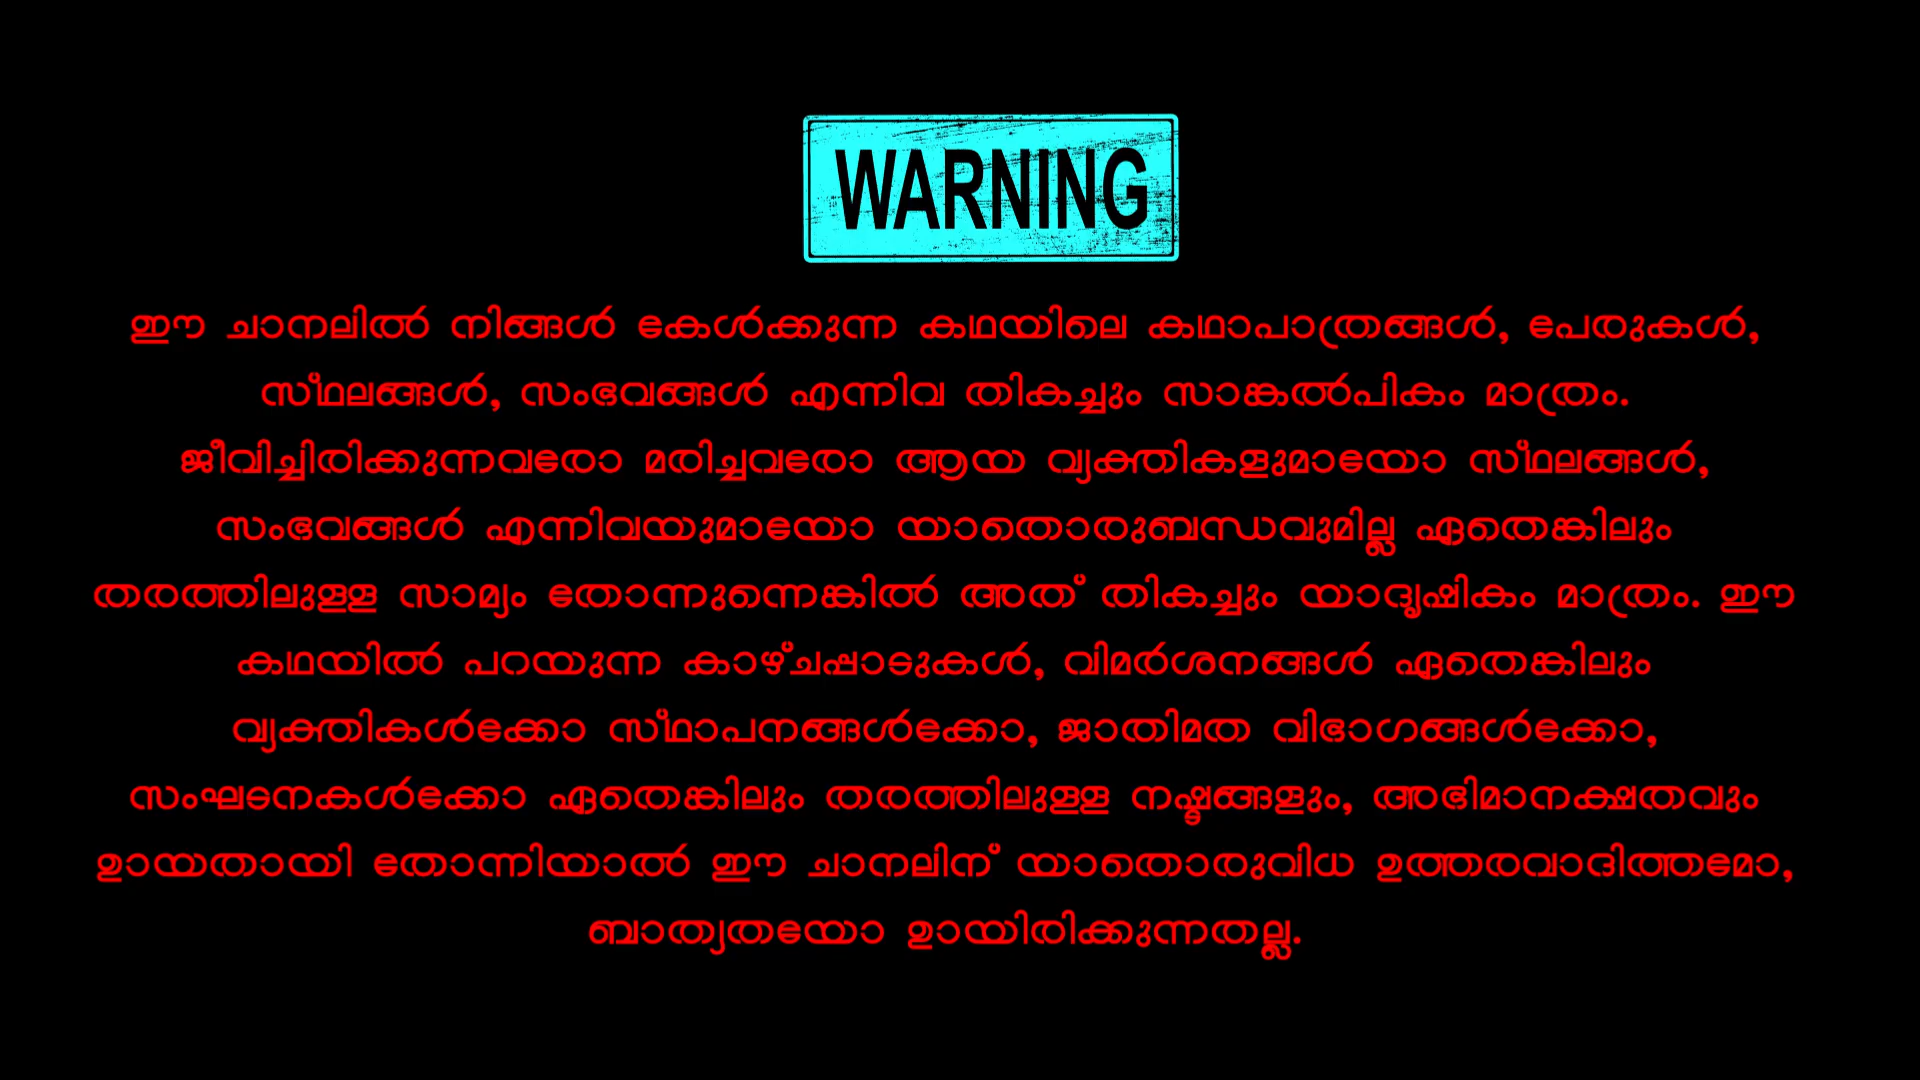 WARNING
ഈ ചാനലിൽ നിങ്ങൾ കേൾക്കുന്ന കഥയിലെ കഥാപാത്രങ്ങൾ, പേരുകൾ,
സ്ഥലങ്ങൾ, സംഭവങ്ങൾ എന്നിവ തികച്ചും സാങ്കൽപികം മാത്രം.
ജീവിച്ചിരിക്കുന്നവരോ മരിച്ചവരോ ആയ വ്യക്തികളുമായോ സ്ഥലങ്ങൾ,
സംഭവങ്ങൾ എന്നിവയുമായോ യാതൊരുബന്ധവുമില്ല ഏതെങ്കിലും
തരത്തിലുളള സാമ്യം തോന്നുന്നെങ്കിൽ അത് തികച്ചും യാദൃഷികം മാത്രം. ഈ
കഥയിൽ പറയുന്ന കാഴ്ചപ്പാടുകൾ, വിമർശനങ്ങൾ ഏതെങ്കിലും
വ്യക്തികൾക്കോ സ്ഥാപനങ്ങൾക്കോ, ജാതിമത വിഭാഗങ്ങൾക്കോ,
സംഘടനകൾക്കോ ഏതെങ്കിലും തരത്തിലുളള നഷ്ടങ്ങളും, അഭിമാനക്ഷതവും
ഉായതായി തോന്നിയാൽ ഈ ചാനലിന് യാതൊരുവിധ ഉത്തരവാദിത്തമോ,
ബാത്യതയോ ഉായിരിക്കുന്നതല്ല.